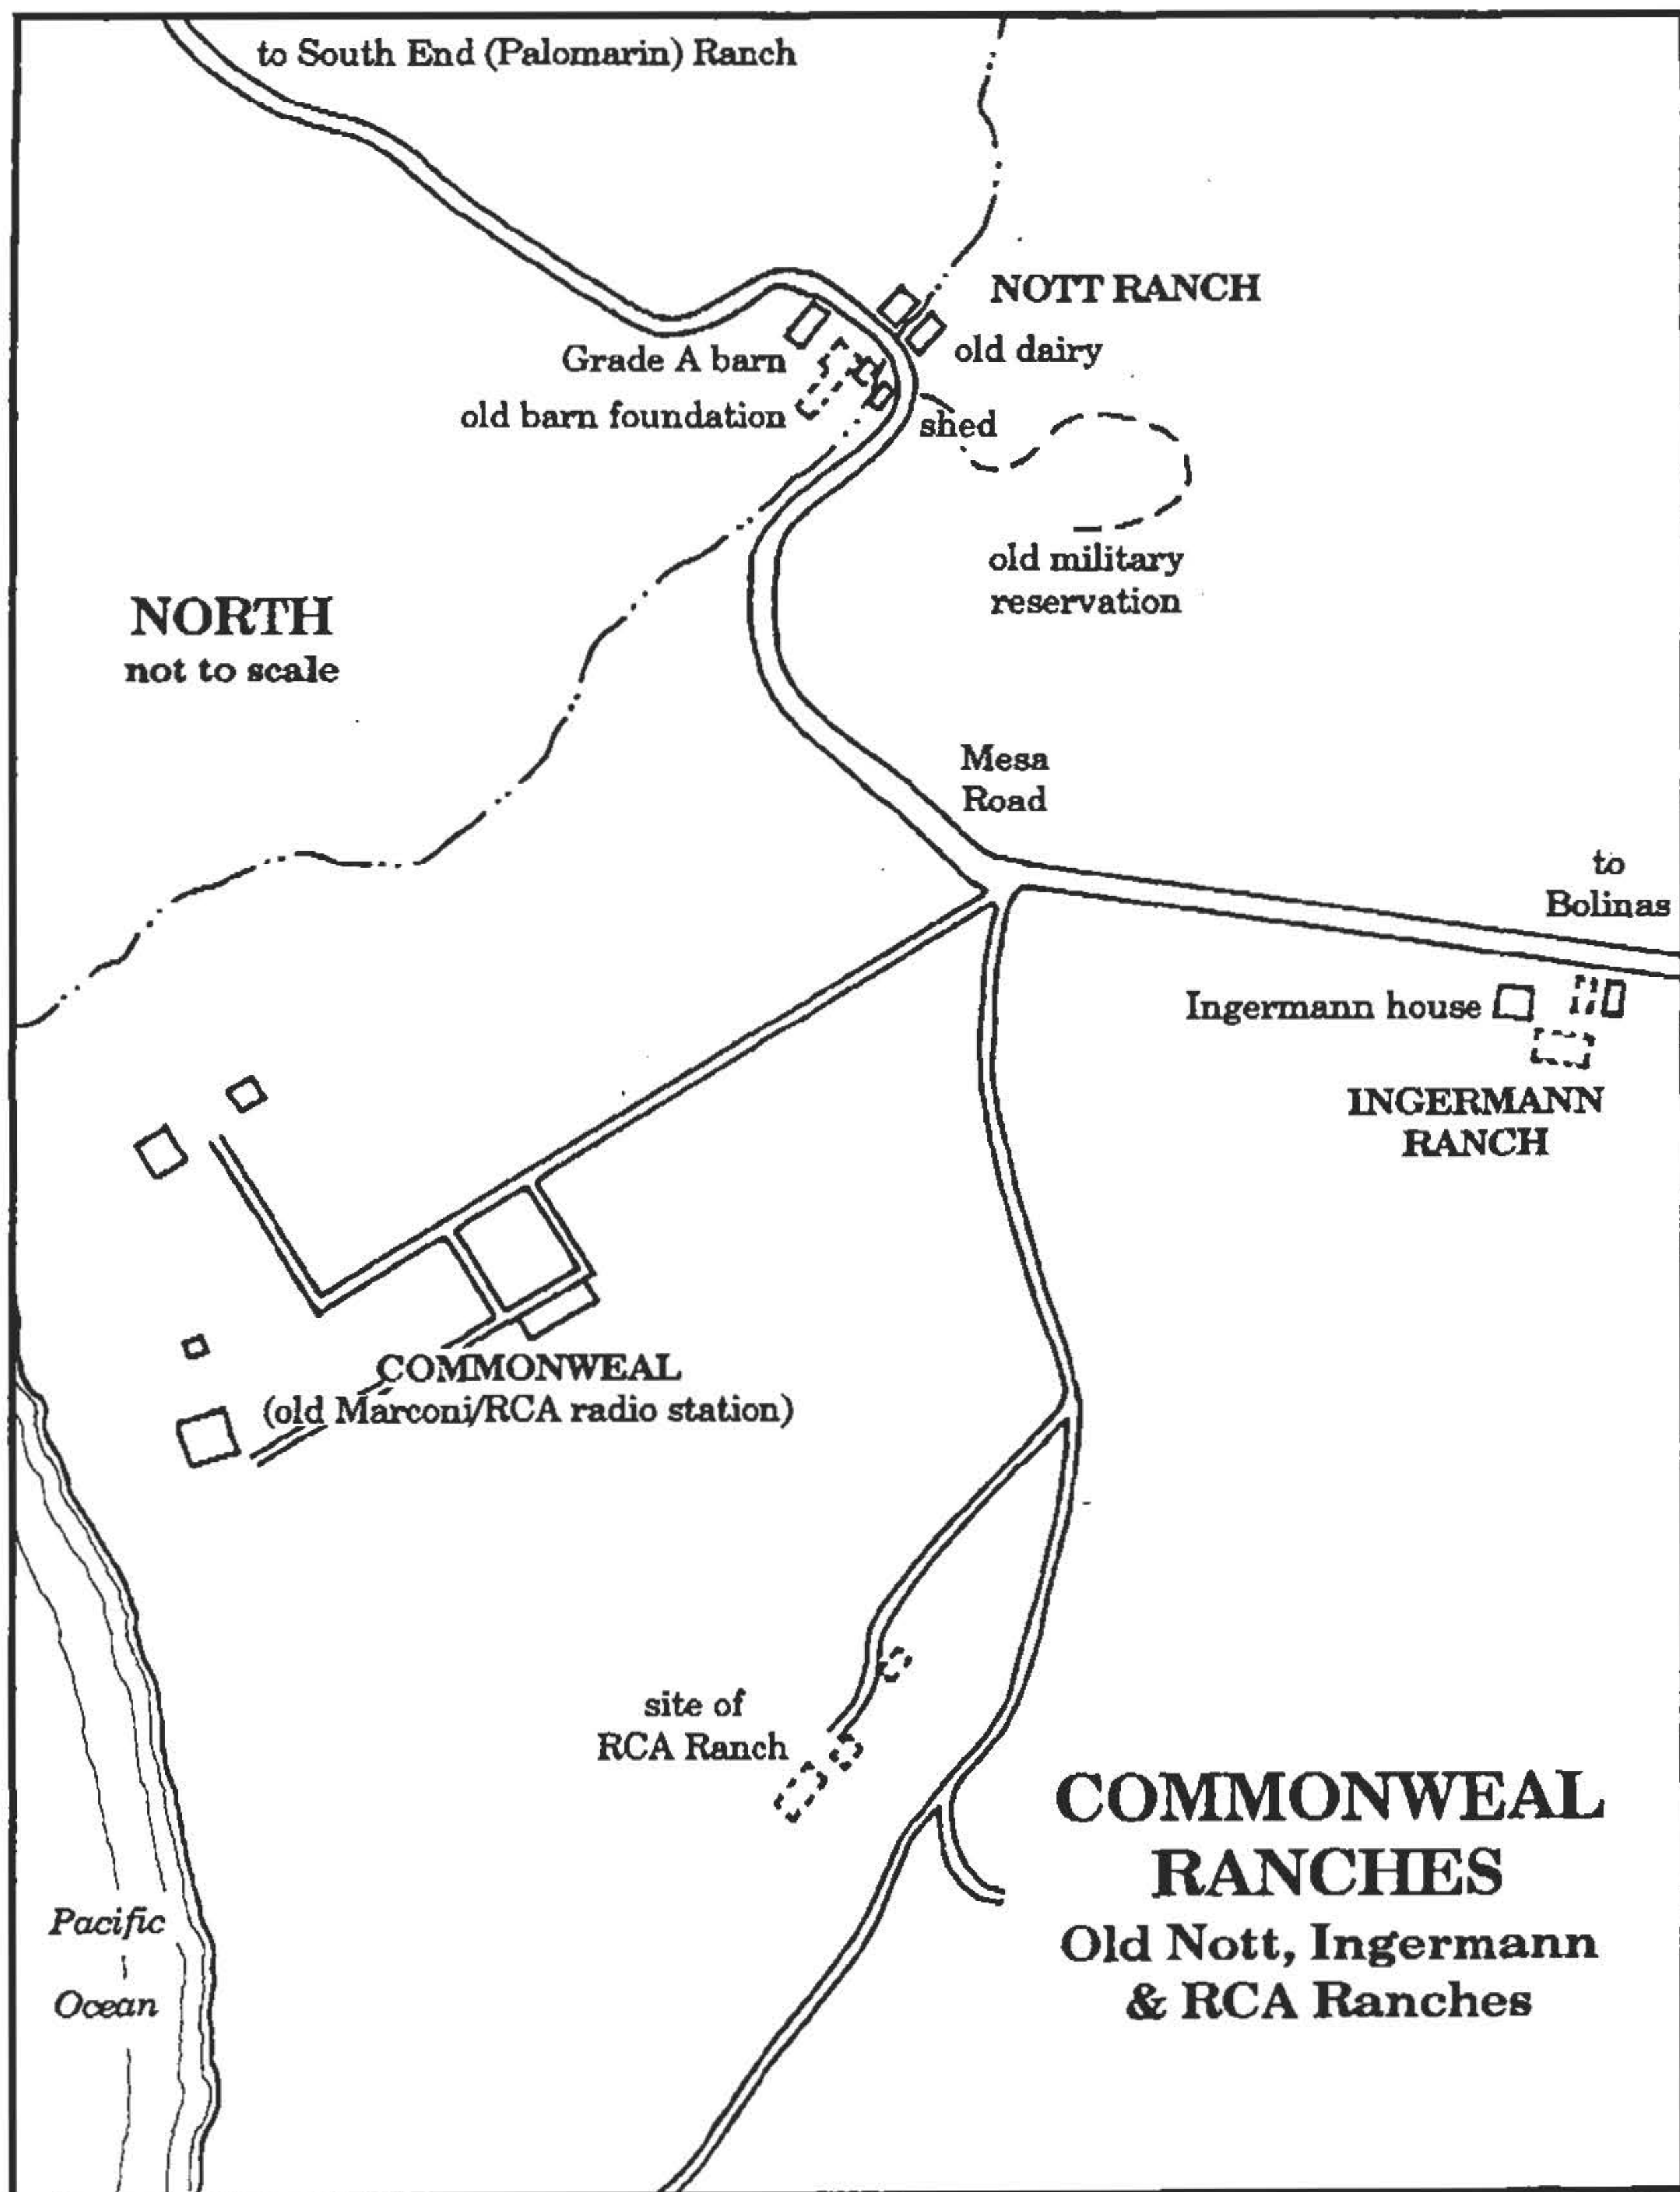 to South End (Palomarin) Ranch
NOTT RANCH
old dairy
Grade A barn
old barn foundation
shed
old military
reservation
NORTH
not to scale
Mesa
Road
to
Bolinas
Ingermann house
INGERMANN
RANCH
COMMONWEAL
(old Marconi/RCA radio station)
site of
RCA Ranch
COMMONWEAL
RANCHES
Old Nott, Ingermann
& RCA Ranches
Pacific
Ocean